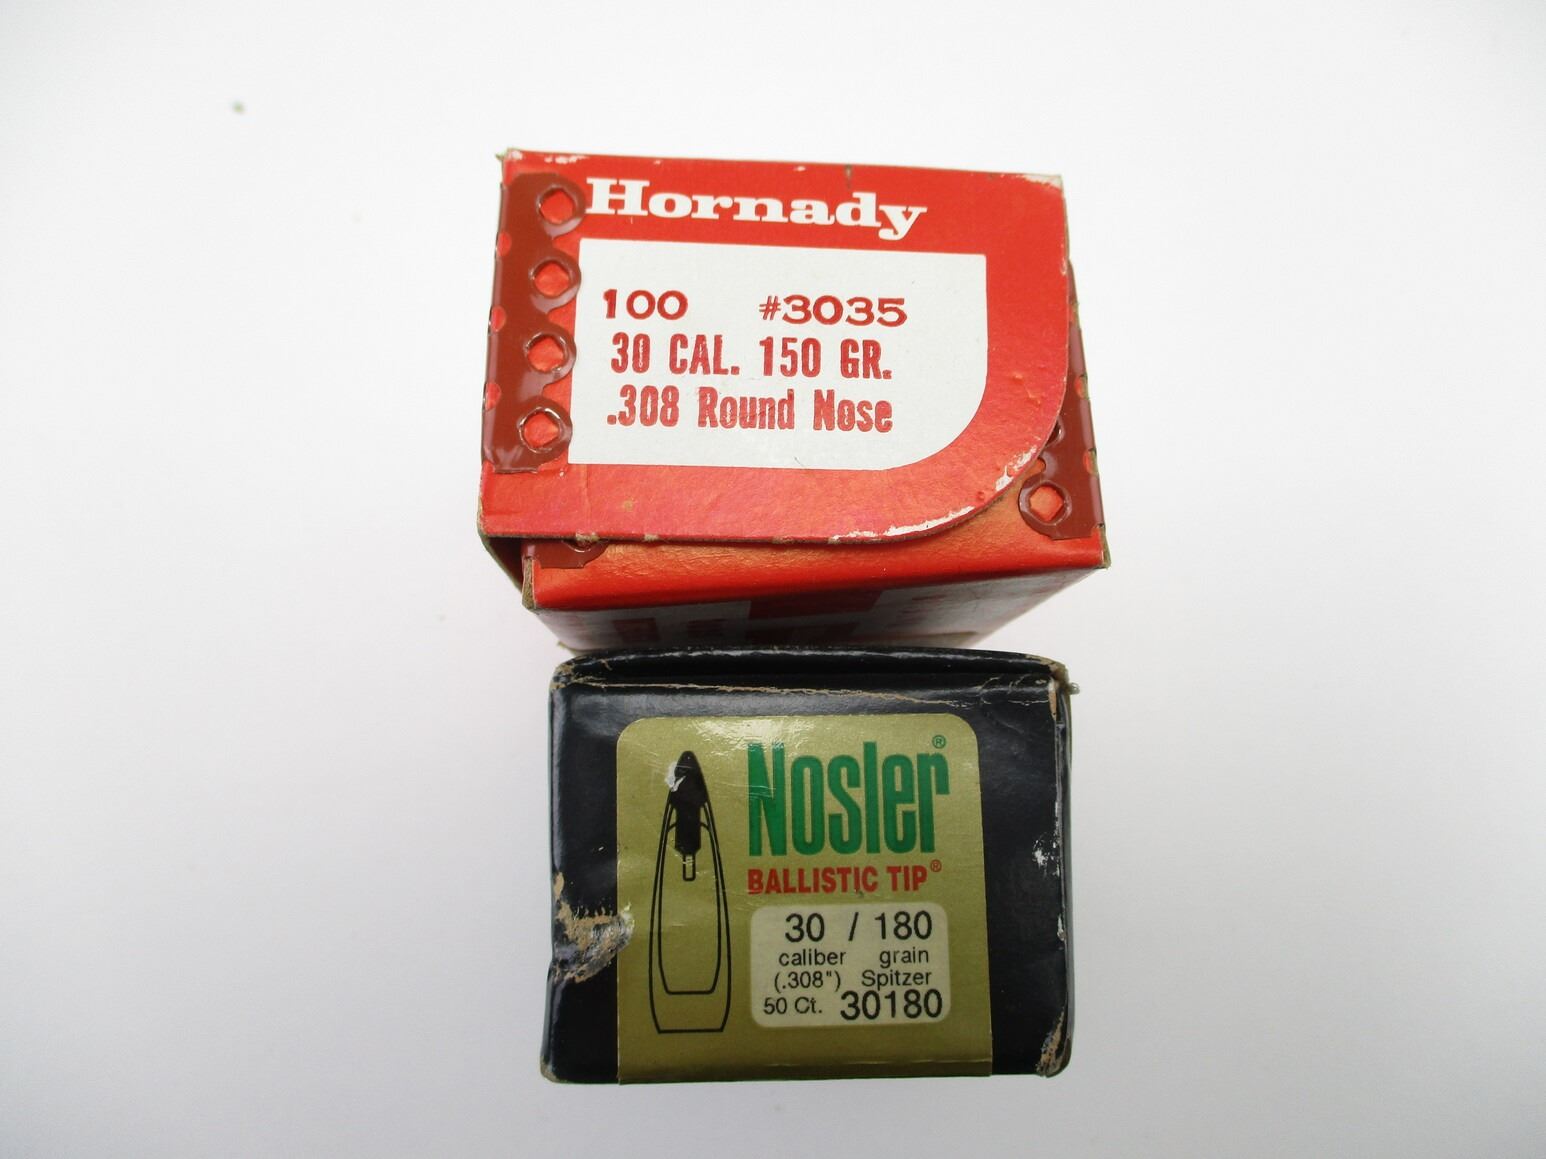 Hornady
100 #3035
30 CAL. 150 GR.
.308 Round Nose
Nosler®
BALLISTIC TIP®
30 / 180
caliber grain
(.308") Spitzer
50 Ct. 30180